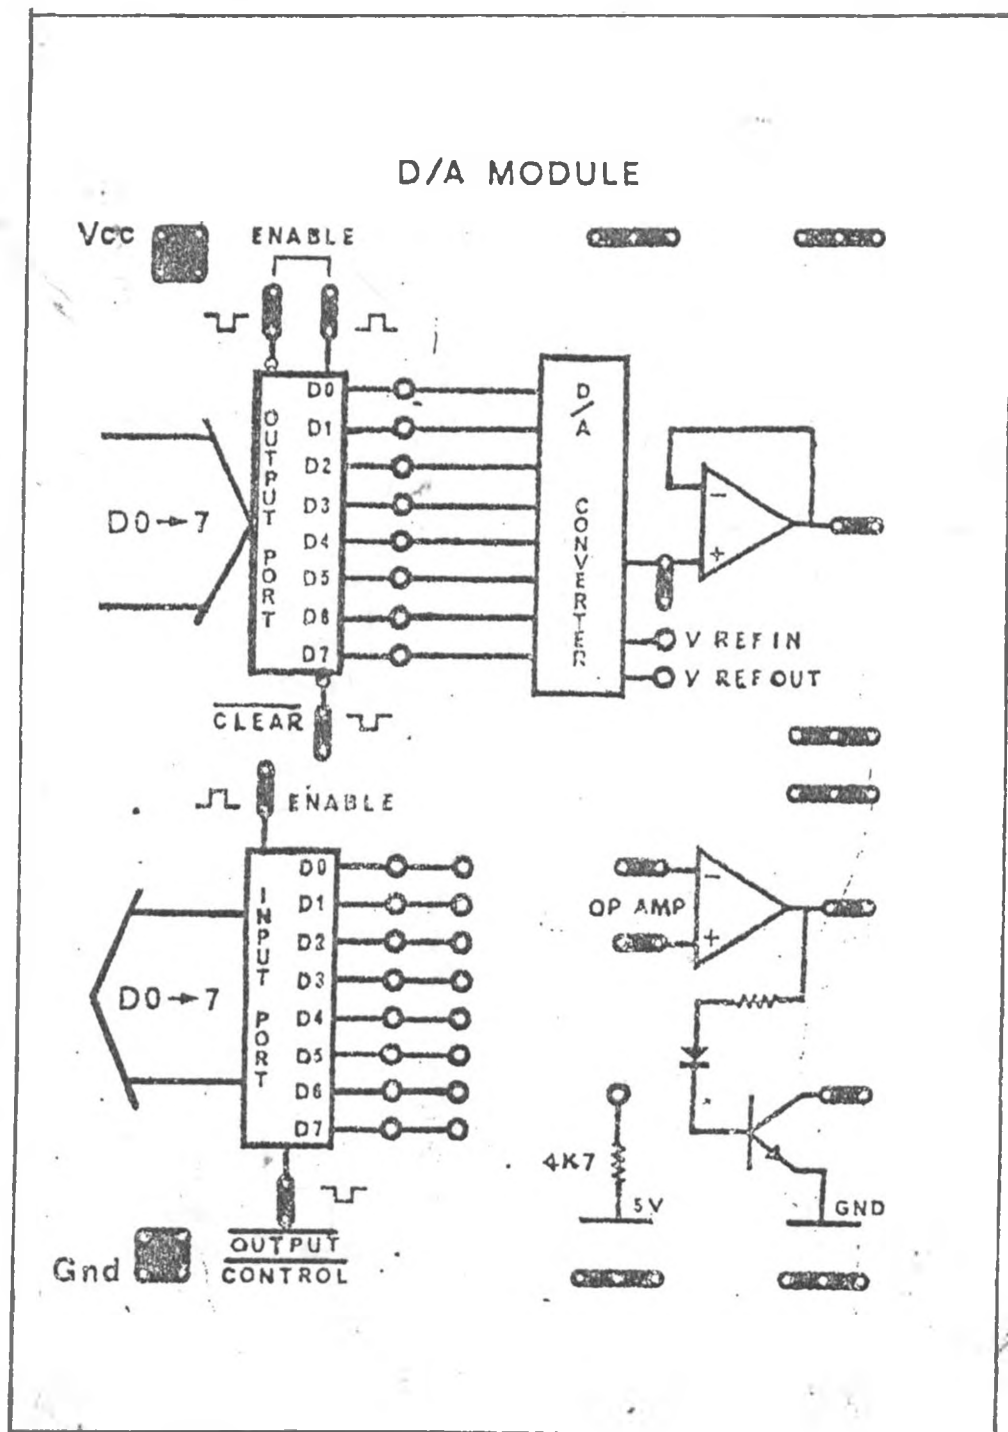 D/A MODULE
Vcc
ENABLE
OUTPUT PORT
D0
D1
D2
D3
D4
D5
D6
D7
D0→7
D/A CONVERTER
-
+
V REF IN
V REF OUT
CLEAR
ENABLE
INPUT PORT
D0
D1
D2
D3
D4
D5
D6
D7
D0→7
OP AMP
-
+
4K7
5V
GND
OUTPUT
CONTROL
Gnd